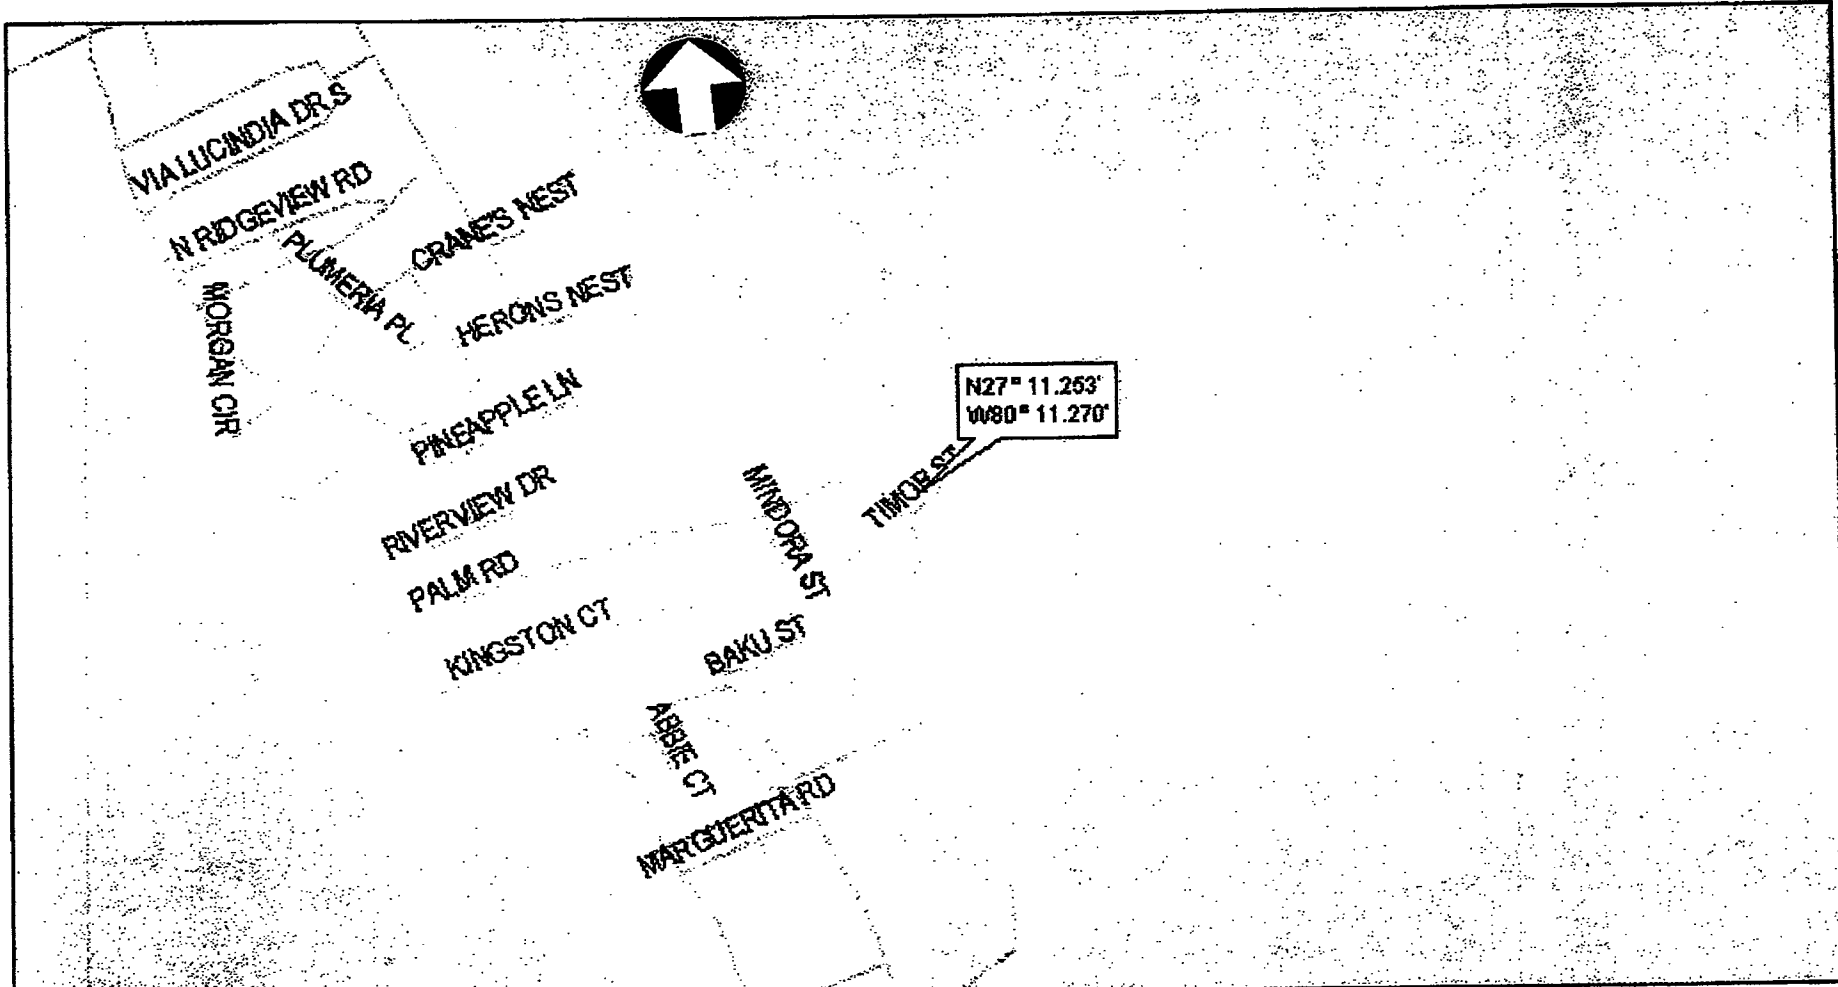 VIA LUCINDIA DR S
N RIDGEVIEW RD
PLUMERIA PL
CRANE'S NEST
MORGAN CIR
HERONS NEST
PINEAPPLE LN
N27° 11.253'
W80° 11.270'
TIMOR ST
RIVERVIEW DR
MINDORA ST
PALM RD
KINGSTON CT
BAKU ST
ABBIE CT
MARGUERITA RD